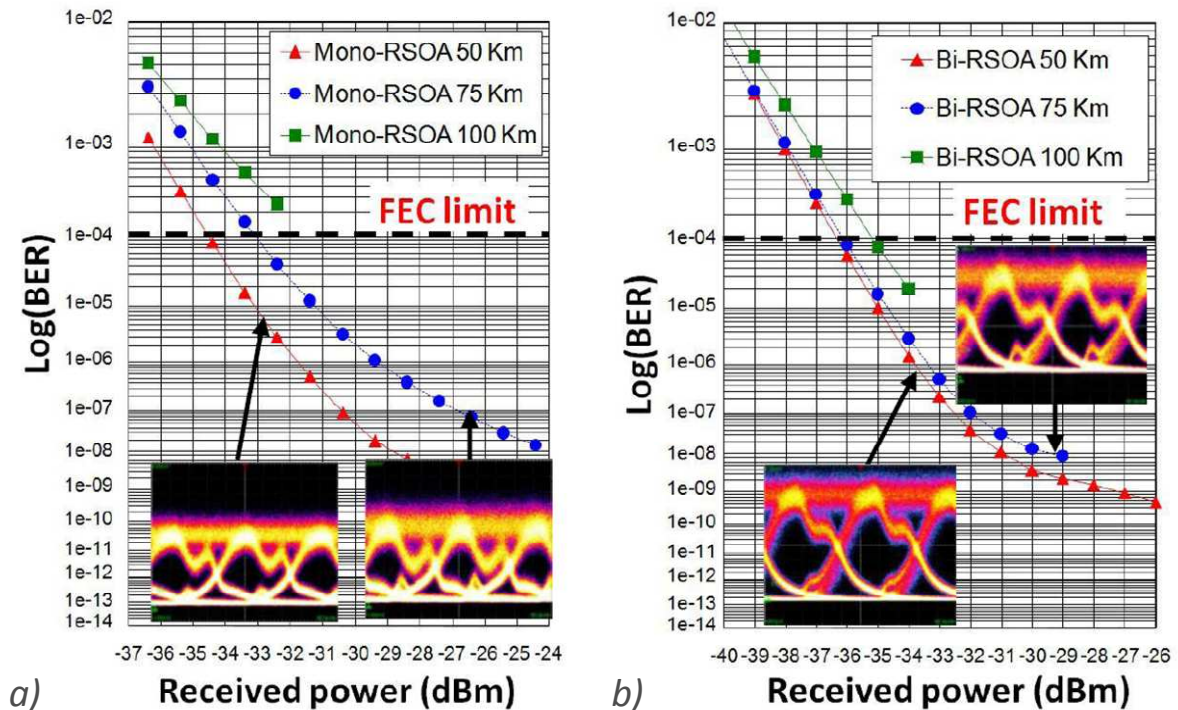 1e-02
1e-03
1e-04
1e-05
1e-06
1e-07
1e-08
1e-09
1e-10
1e-11
1e-12
1e-13
1e-14
Log(BER)
Mono-RSOA 50 Km
Mono-RSOA 75 Km
Mono-RSOA 100 Km
FEC limit
-37 -36 -35 -34 -33 -32 -31 -30 -29 -28 -27 -26 -25 -24
a) Received power (dBm)
1e-02
1e-03
1e-04
1e-05
1e-06
1e-07
1e-08
1e-09
1e-10
1e-11
1e-12
1e-13
1e-14
Log(BER)
Bi-RSOA 50 Km
Bi-RSOA 75 Km
Bi-RSOA 100 Km
FEC limit
-40 -39 -38 -37 -36 -35 -34 -33 -32 -31 -30 -29 -28 -27 -26
b) Received power (dBm)